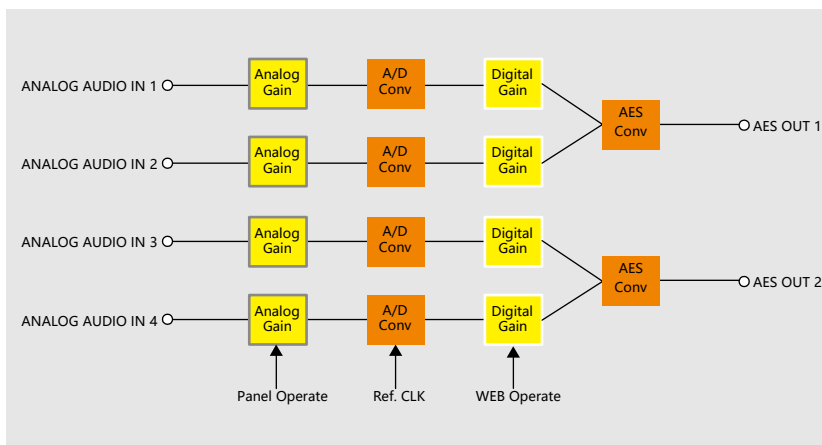 ANALOG AUDIO IN 1
Analog
Gain
A/D
Conv
Digital
Gain
ANALOG AUDIO IN 2
Analog
Gain
A/D
Conv
Digital
Gain
AES
Conv
AES OUT 1
ANALOG AUDIO IN 3
Analog
Gain
A/D
Conv
Digital
Gain
ANALOG AUDIO IN 4
Analog
Gain
A/D
Conv
Digital
Gain
AES
Conv
AES OUT 2
Panel Operate
Ref. CLK
WEB Operate